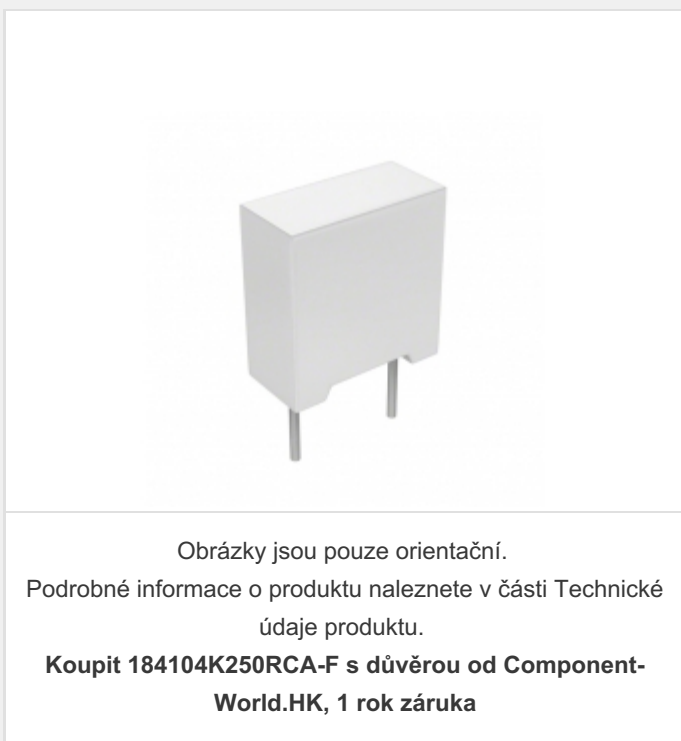 Obrázky jsou pouze orientační.
Podrobné informace o produktu naleznete v části Technické
údaje produktu.
Koupit 184104K250RCA-F s důvěrou od Component-
World.HK, 1 rok záruka